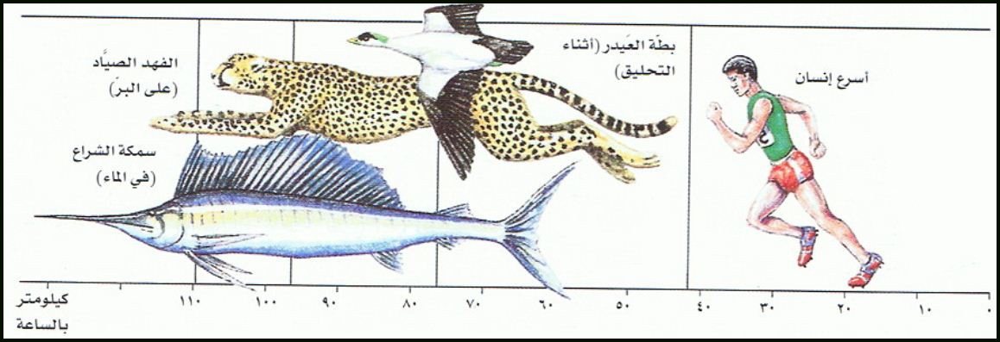 أسرع إنسان
بطّة العَيدر (أثناء
التحليق)
الفهد الصيَّاد
(على البرّ)
سمكة الشراع
(في الماء)
كيلومتر
بالساعة
١١٠ ١٠٠ ٩٠ ٨٠ ٧٠ ٦٠ ٥٠ ٤٠ ٣٠ ٢٠ ١٠ ٠